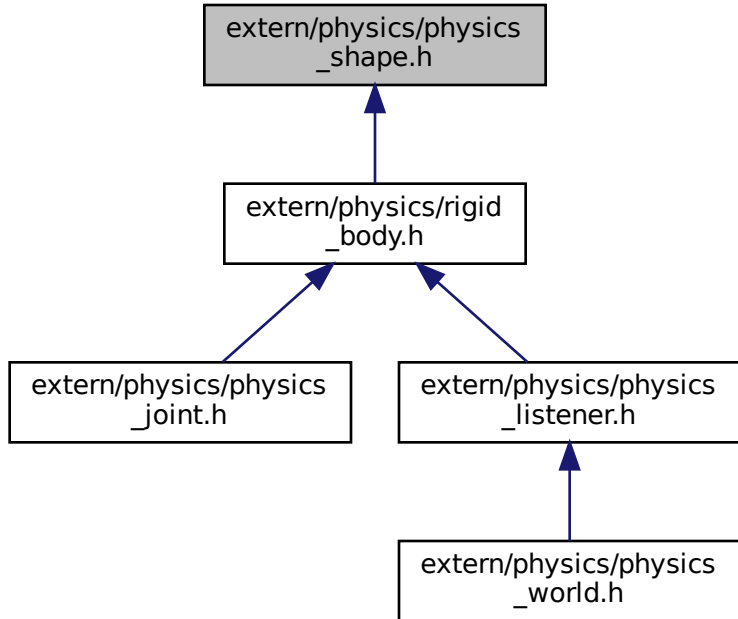 extern/physics/physics
_shape.h
extern/physics/rigid
_body.h
extern/physics/physics
_joint.h
extern/physics/physics
_listener.h
extern/physics/physics
_world.h